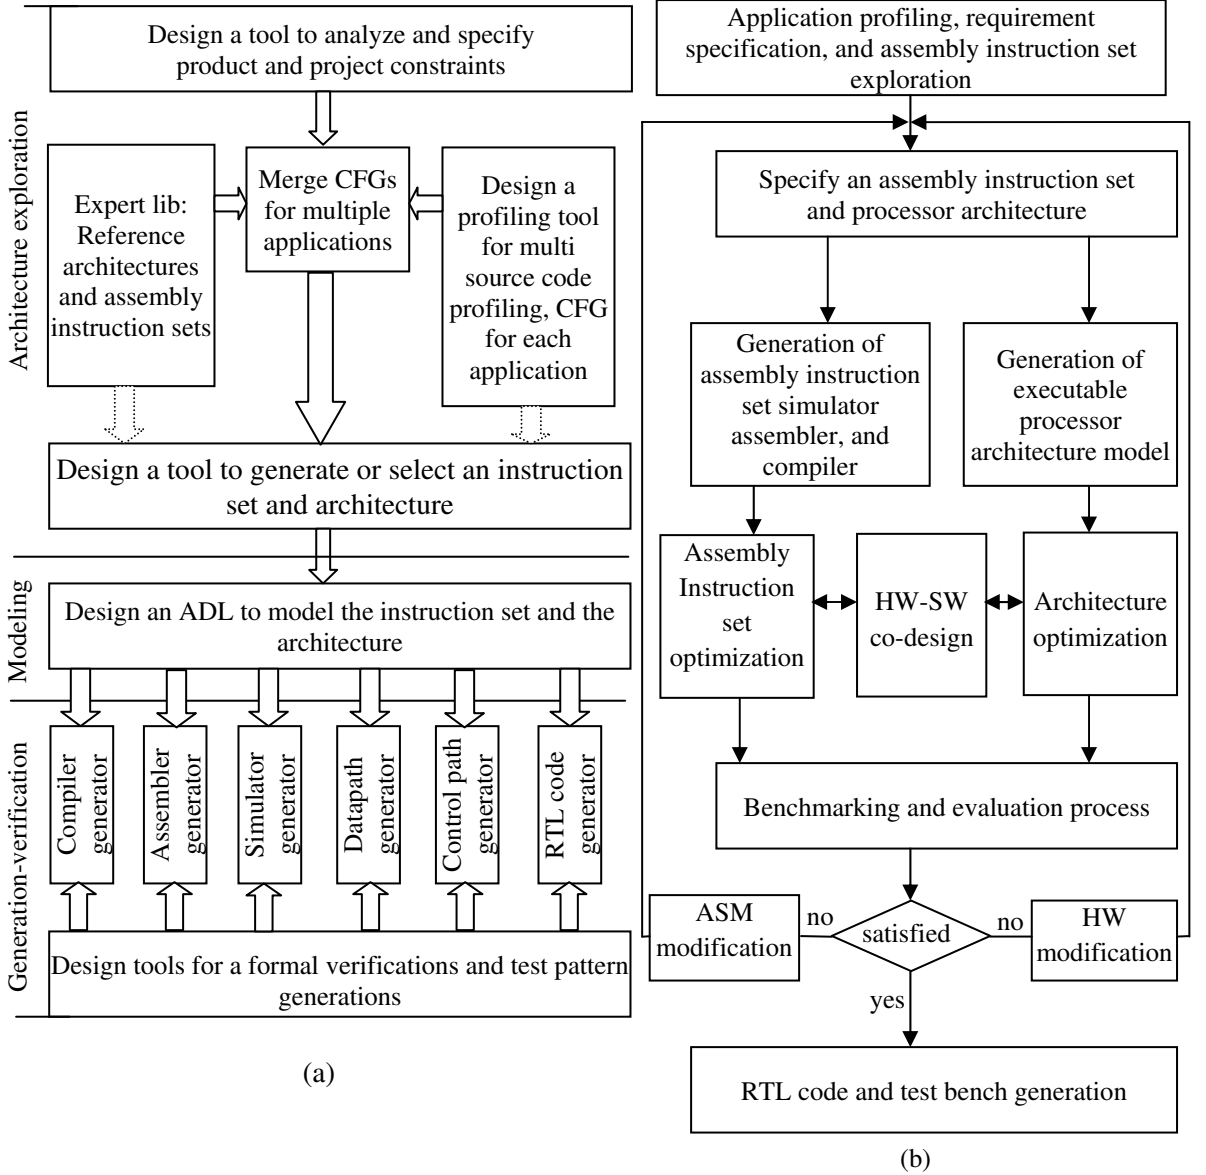 Design a tool to analyze and specify
product and project constraints
Architecture exploration
Expert lib:
Reference
architectures
and assembly
instruction sets
Merge CFGs
for multiple
applications
Design a
profiling tool
for multi
source code
profiling, CFG
for each
application
Design a tool to generate or select an instruction
set and architecture
Modeling
Design an ADL to model the instruction set and the
architecture
Generation-verification
Compiler
generator
Assembler
generator
Simulator
generator
Datapath
generator
Control path
generator
RTL code
generator
Design tools for a formal verifications and test pattern
generations
(a)
Application profiling, requirement
specification, and assembly instruction set
exploration
Specify an assembly instruction set
and processor architecture
Generation of
assembly instruction
set simulator
assembler, and
compiler
Generation of
executable
processor
architecture model
Assembly
Instruction
set
optimization
HW-SW
co-design
Architecture
optimization
Benchmarking and evaluation process
ASM
modification
no
satisfied
no
HW
modification
yes
RTL code and test bench generation
(b)